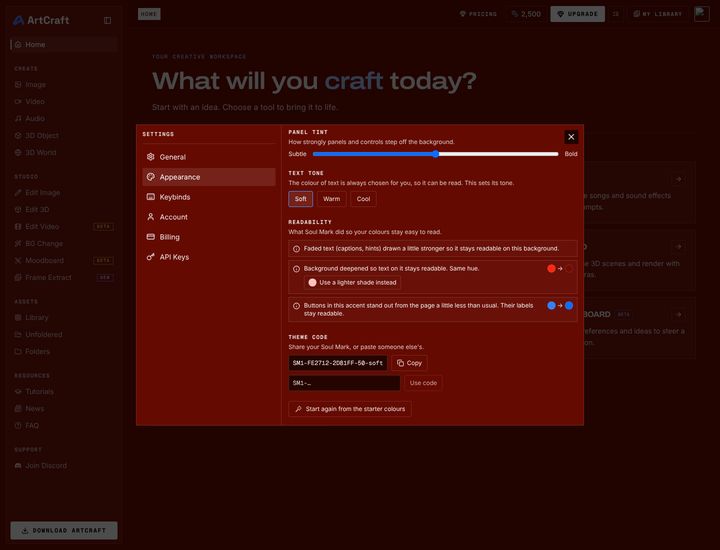 ArtCraft
HOME
PRICING
2,500
UPGRADE
MY LIBRARY
Home
CREATE
Image
Video
Audio
3D Object
3D World
STUDIO
Edit Image
Edit 3D
Edit Video BETA
BG Change
Moodboard BETA
Frame Extract NEW
ASSETS
Library
Unfoldered
Folders
RESOURCES
Tutorials
News
FAQ
SUPPORT
Join Discord
DOWNLOAD ARTCRAFT
YOUR CREATIVE WORKSPACE
What will you craft today?
Start with an idea. Choose a tool to bring it to life.
e songs and sound effects
mpts.
e 3D scenes and render with
ras.
BOARD BETA
references and ideas to steer a
on.
SETTINGS
General
Appearance
Keybinds
Account
Billing
API Keys
PANEL TINT
How strongly panels and controls step off the background.
Subtle
Bold
TEXT TONE
The colour of text is always chosen for you, so it can be read. This sets its tone.
Soft
Warm
Cool
READABILITY
What Soul Mark did so your colours stay easy to read.
Faded text (captions, hints) drawn a little stronger so it stays readable on this background.
Background deepened so text on it stays readable. Same hue.
Use a lighter shade instead
Buttons in this accent stand out from the page a little less than usual. Their labels
stay readable.
THEME CODE
Share your Soul Mark, or paste someone else's.
SM1-FE2712-2D81FF-50-soft
Copy
SM1-…
Use code
Start again from the starter colours